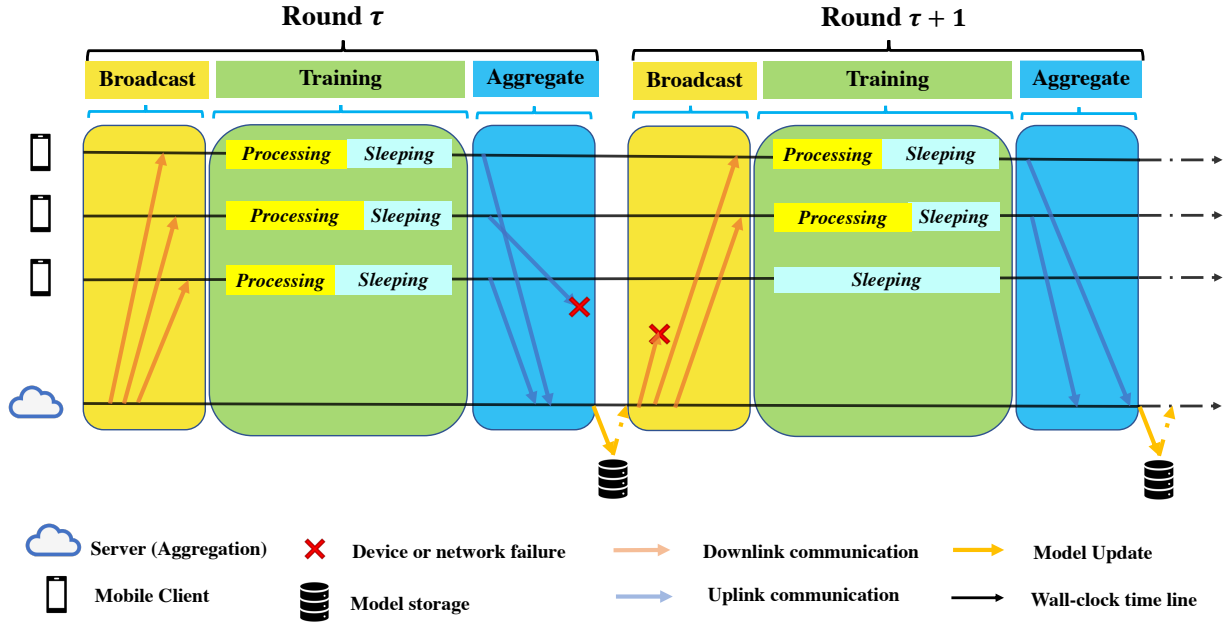 Round τ
Round τ + 1
Broadcast
Training
Aggregate
Broadcast
Training
Aggregate
Processing
Sleeping
Processing
Sleeping
Processing
Sleeping
Processing
Sleeping
Processing
Sleeping
Sleeping
Server (Aggregation)
Device or network failure
Downlink communication
Model Update
Mobile Client
Model storage
Uplink communication
Wall-clock time line